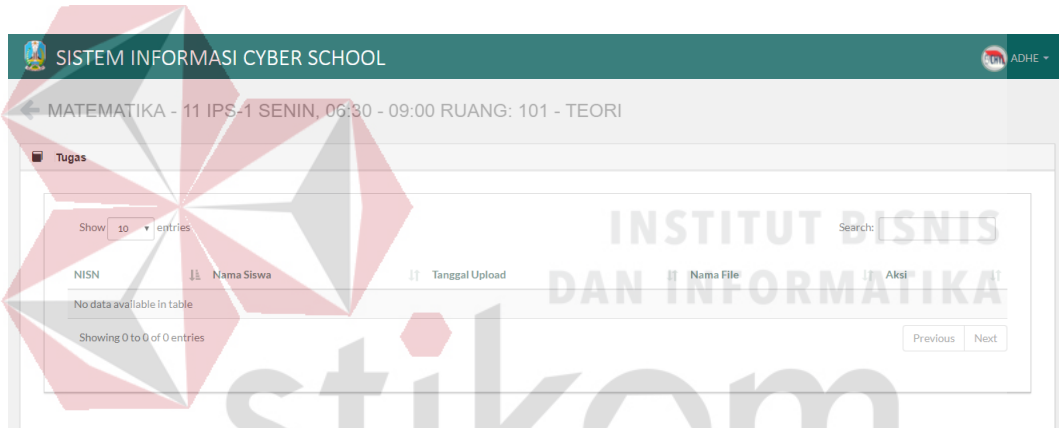 SISTEM INFORMASI CYBER SCHOOL
ADHE
MATEMATIKA - 11 IPS-1 SENIN, 06:30 - 09:00 RUANG: 101 - TEORI
Tugas
INSTITUT BISNIS
DAN INFORMATIKA
Show 10 entries
Search:
NISN Nama Siswa Tanggal Upload Nama File Aksi
No data available in table
Showing 0 to 0 of 0 entries
Previous Next
stikom